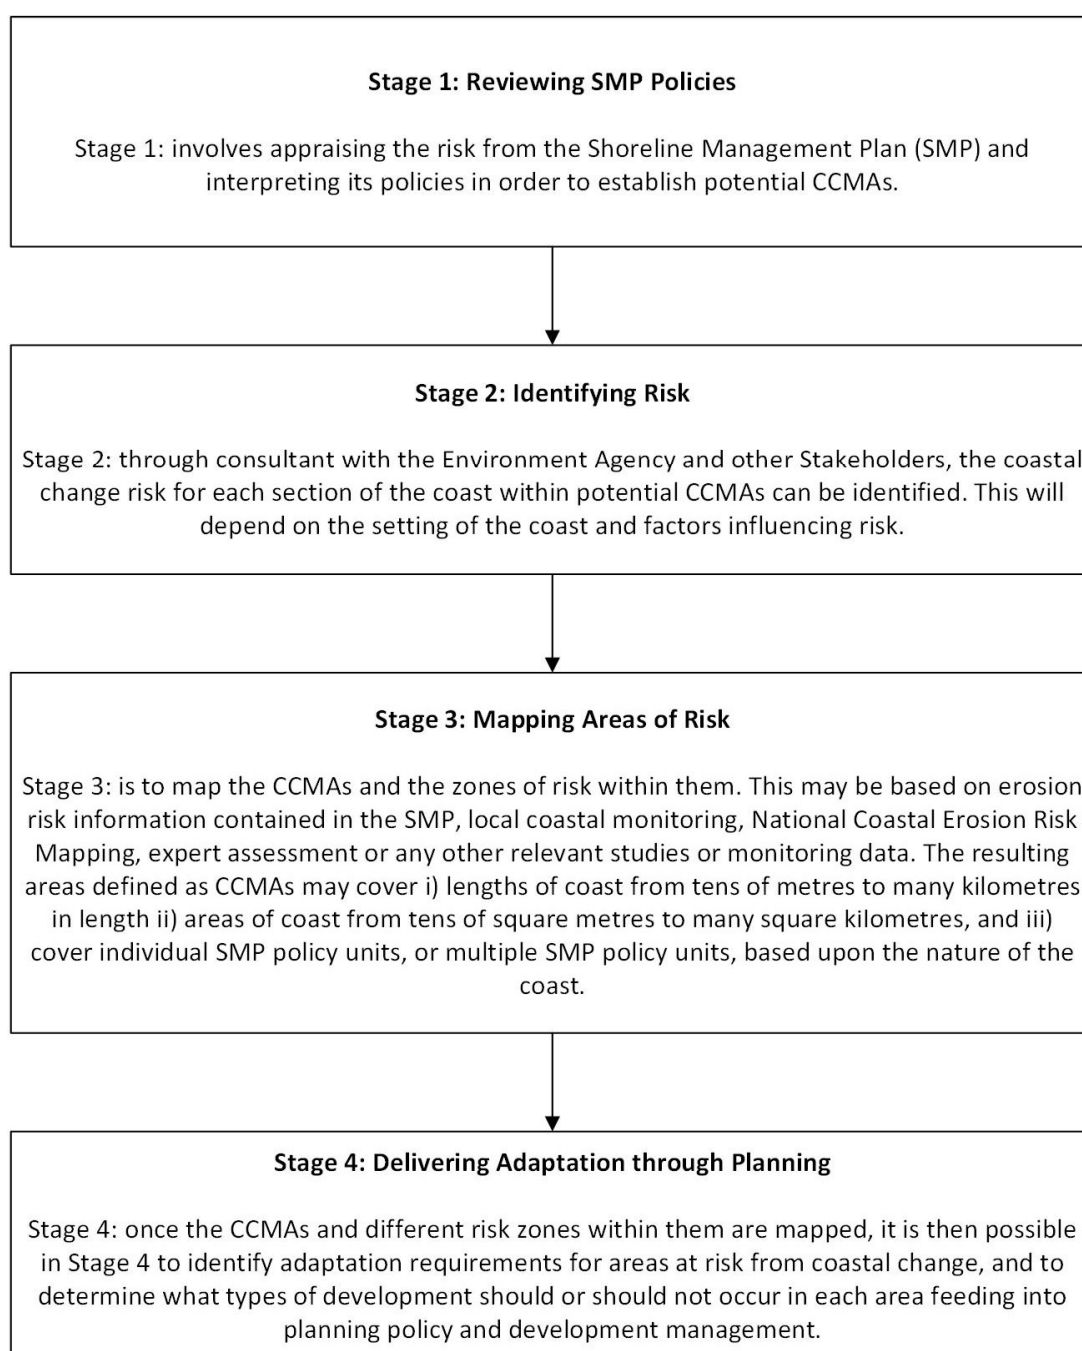 Stage 1: Reviewing SMP Policies
Stage 1: involves appraising the risk from the Shoreline Management Plan (SMP) and
interpreting its policies in order to establish potential CCMAs.
Stage 2: Identifying Risk
Stage 2: through consultant with the Environment Agency and other Stakeholders, the coastal
change risk for each section of the coast within potential CCMAs can be identified. This will
depend on the setting of the coast and factors influencing risk.
Stage 3: Mapping Areas of Risk
Stage 3: is to map the CCMAs and the zones of risk within them. This may be based on erosion
risk information contained in the SMP, local coastal monitoring, National Coastal Erosion Risk
Mapping, expert assessment or any other relevant studies or monitoring data. The resulting
areas defined as CCMAs may cover i) lengths of coast from tens of metres to many kilometres
in length ii) areas of coast from tens of square metres to many square kilometres, and iii)
cover individual SMP policy units, or multiple SMP policy units, based upon the nature of the
coast.
Stage 4: Delivering Adaptation through Planning
Stage 4: once the CCMAs and different risk zones within them are mapped, it is then possible
in Stage 4 to identify adaptation requirements for areas at risk from coastal change, and to
determine what types of development should or should not occur in each area feeding into
planning policy and development management.